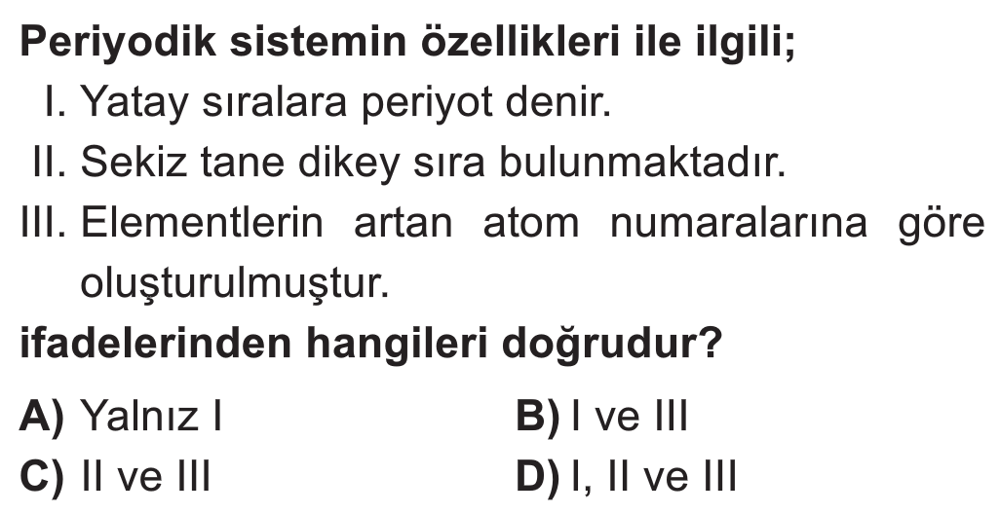 Periyodik sistemin özellikleri ile ilgili;
I. Yatay sıralara periyot denir.
II. Sekiz tane dikey sıra bulunmaktadır.
III. Elementlerin artan atom numaralarına göre
oluşturulmuştur.
ifadelerinden hangileri doğrudur?
A) Yalnız I B) I ve III
C) II ve III D) I, II ve III